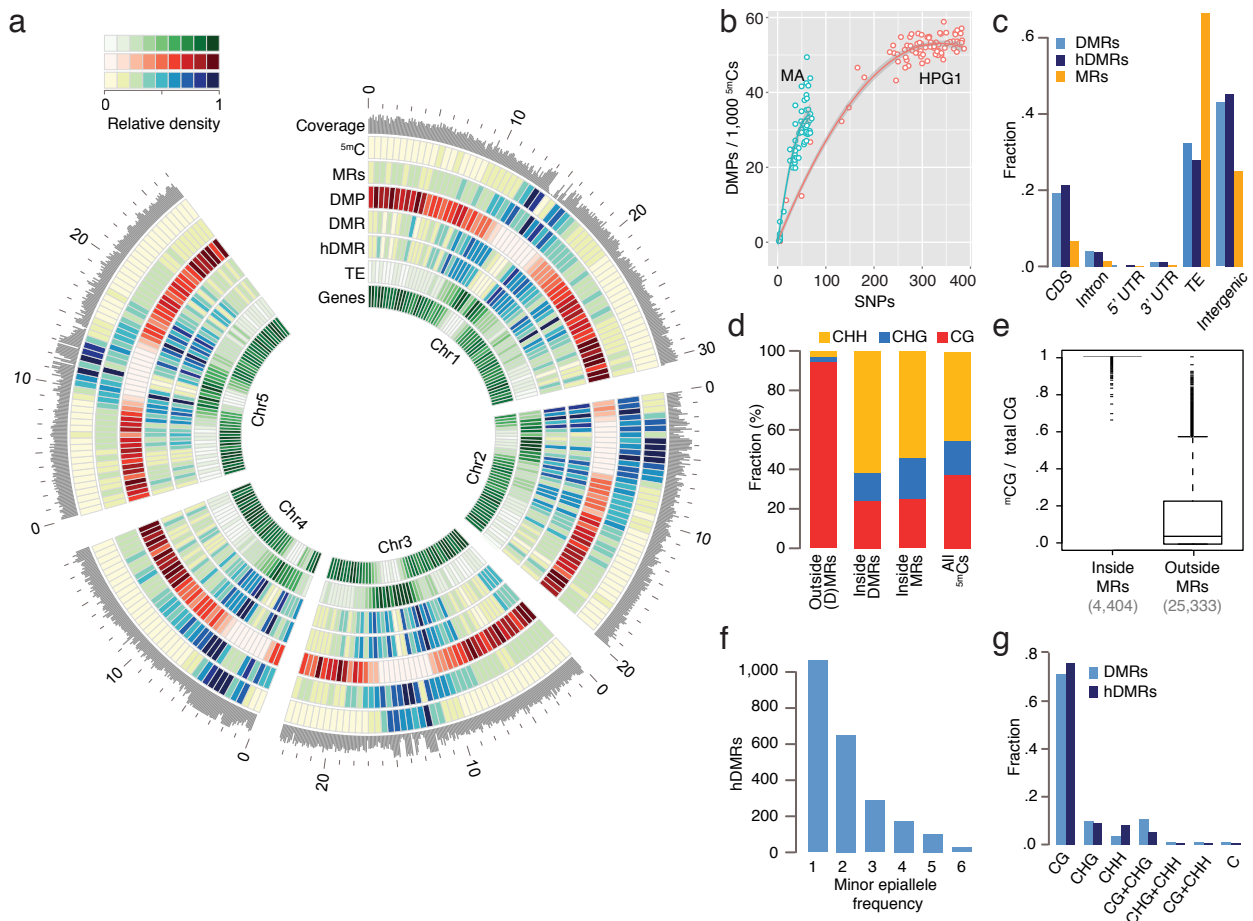 a
0
1
Relative density
Coverage
5mC
MRs
DMP
DMR
hDMR
TE
Genes
0
10
20
30
Chr1
0
10
20
Chr2
0
10
20
Chr3
0
10
Chr4
0
10
20
Chr5
b
60
40
20
0
DMPs / 1,000 5mCs
MA
HPG1
0
100
200
300
400
SNPs
c
.6
.4
.2
.0
Fraction
DMRs
hDMRs
MRs
CDS
Intron
5' UTR
3' UTR
TE
Intergenic
d
CHH
CHG
CG
100
80
60
40
20
0
Fraction (%)
Outside
(D)MRs
Inside
DMRs
Inside
MRs
All
5mCs
e
1
.8
.6
.4
.2
.0
mCG / total CG
Inside
MRs
(4,404)
Outside
MRs
(25,333)
f
1,000
800
600
400
200
0
hDMRs
1
2
3
4
5
6
Minor epiallele
frequency
g
.8
.6
.4
.2
.0
Fraction
DMRs
hDMRs
CG
CHG
CHH
CG+CHG
CHG+CHH
CG+CHH
C